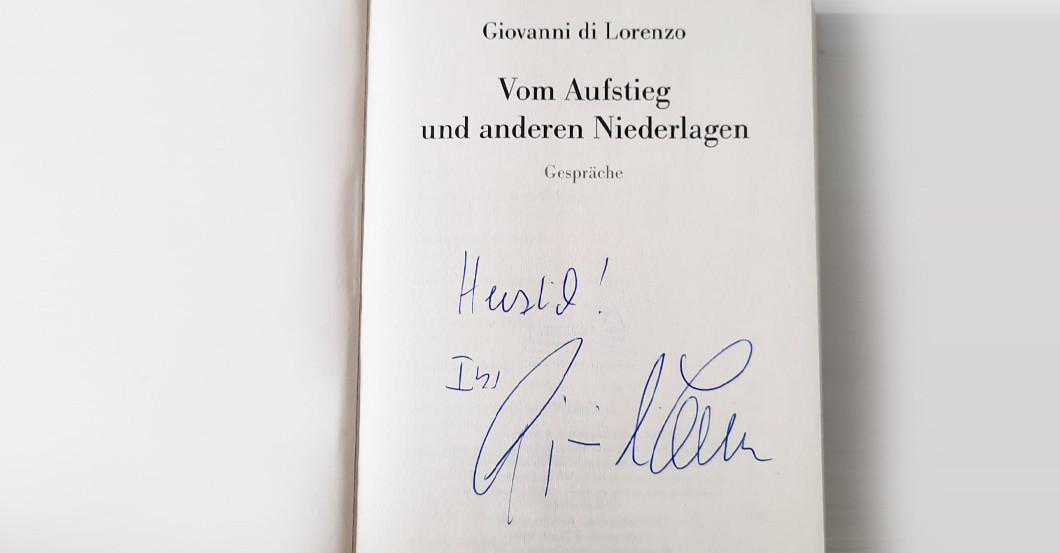 Giovanni di Lorenzo
Vom Aufstieg
und anderen Niederlagen
Gespräche
Herzlich!
Ihr